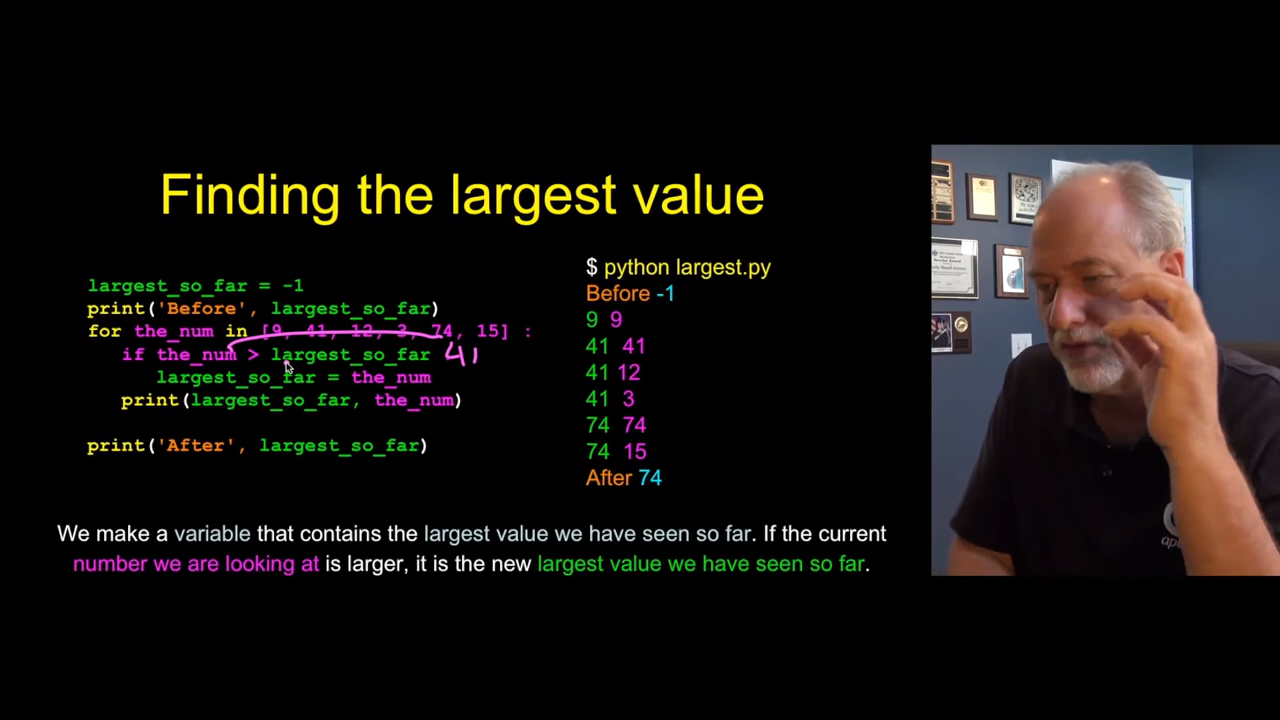 Finding the largest value
largest_so_far = -1
print('Before', largest_so_far)
for the_num in [9, 41, 12, 3, 74, 15] :
if the_num > largest_so_far 41
largest_so_far = the_num
print(largest_so_far, the_num)
print('After', largest_so_far)
$ python largest.py
Before -1
9 9
41 41
41 12
41 3
74 74
74 15
After 74
We make a variable that contains the largest value we have seen so far. If the current
number we are looking at is larger, it is the new largest value we have seen so far.